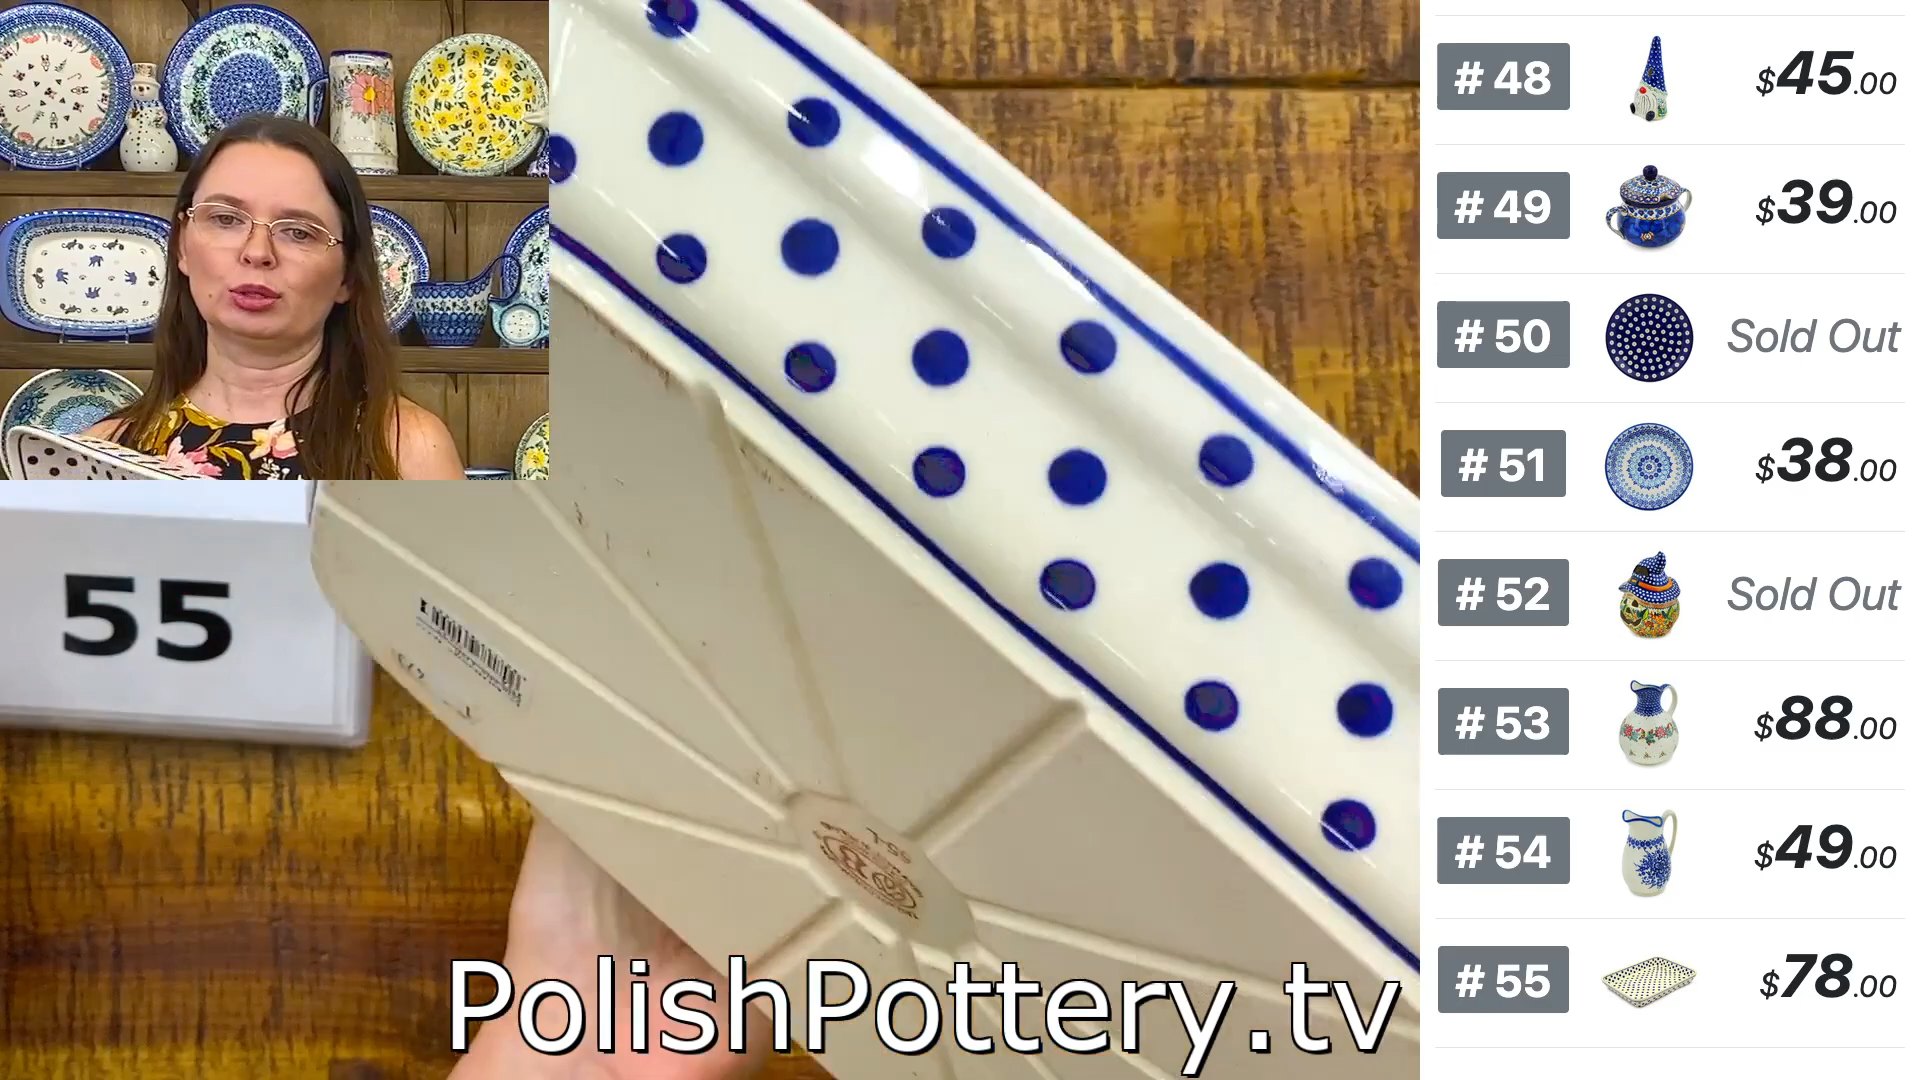 55
PolishPottery.tv
# 48 $45.00
# 49 $39.00
# 50 Sold Out
# 51 $38.00
# 52 Sold Out
# 53 $88.00
# 54 $49.00
# 55 $78.00